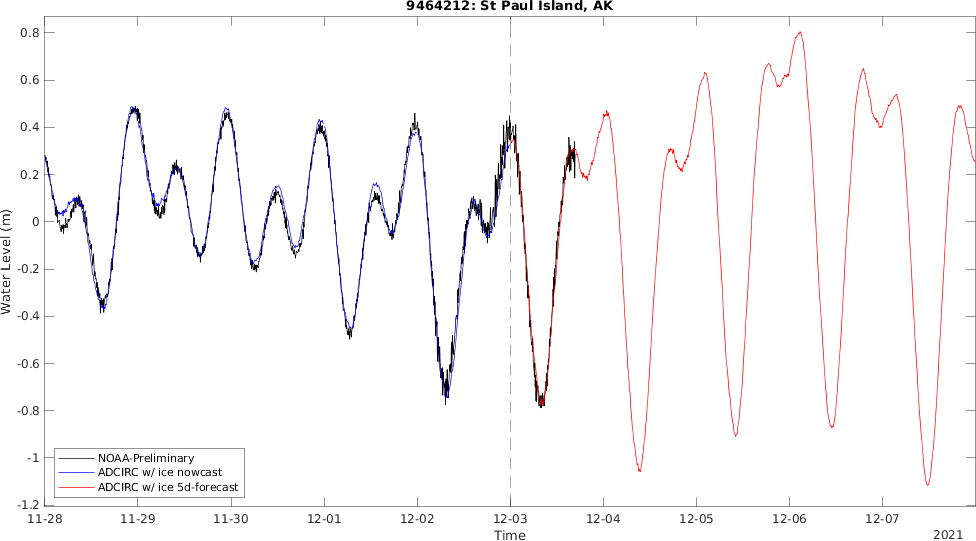 9464212: St Paul Island, AK
Water Level (m)
0.8
0.6
0.4
0.2
0
-0.2
-0.4
-0.6
-0.8
-1
-1.2
NOAA-Preliminary
ADCIRC w/ ice nowcast
ADCIRC w/ ice 5d-forecast
11-28 11-29 11-30 12-01 12-02 12-03 12-04 12-05 12-06 12-07
Time
2021